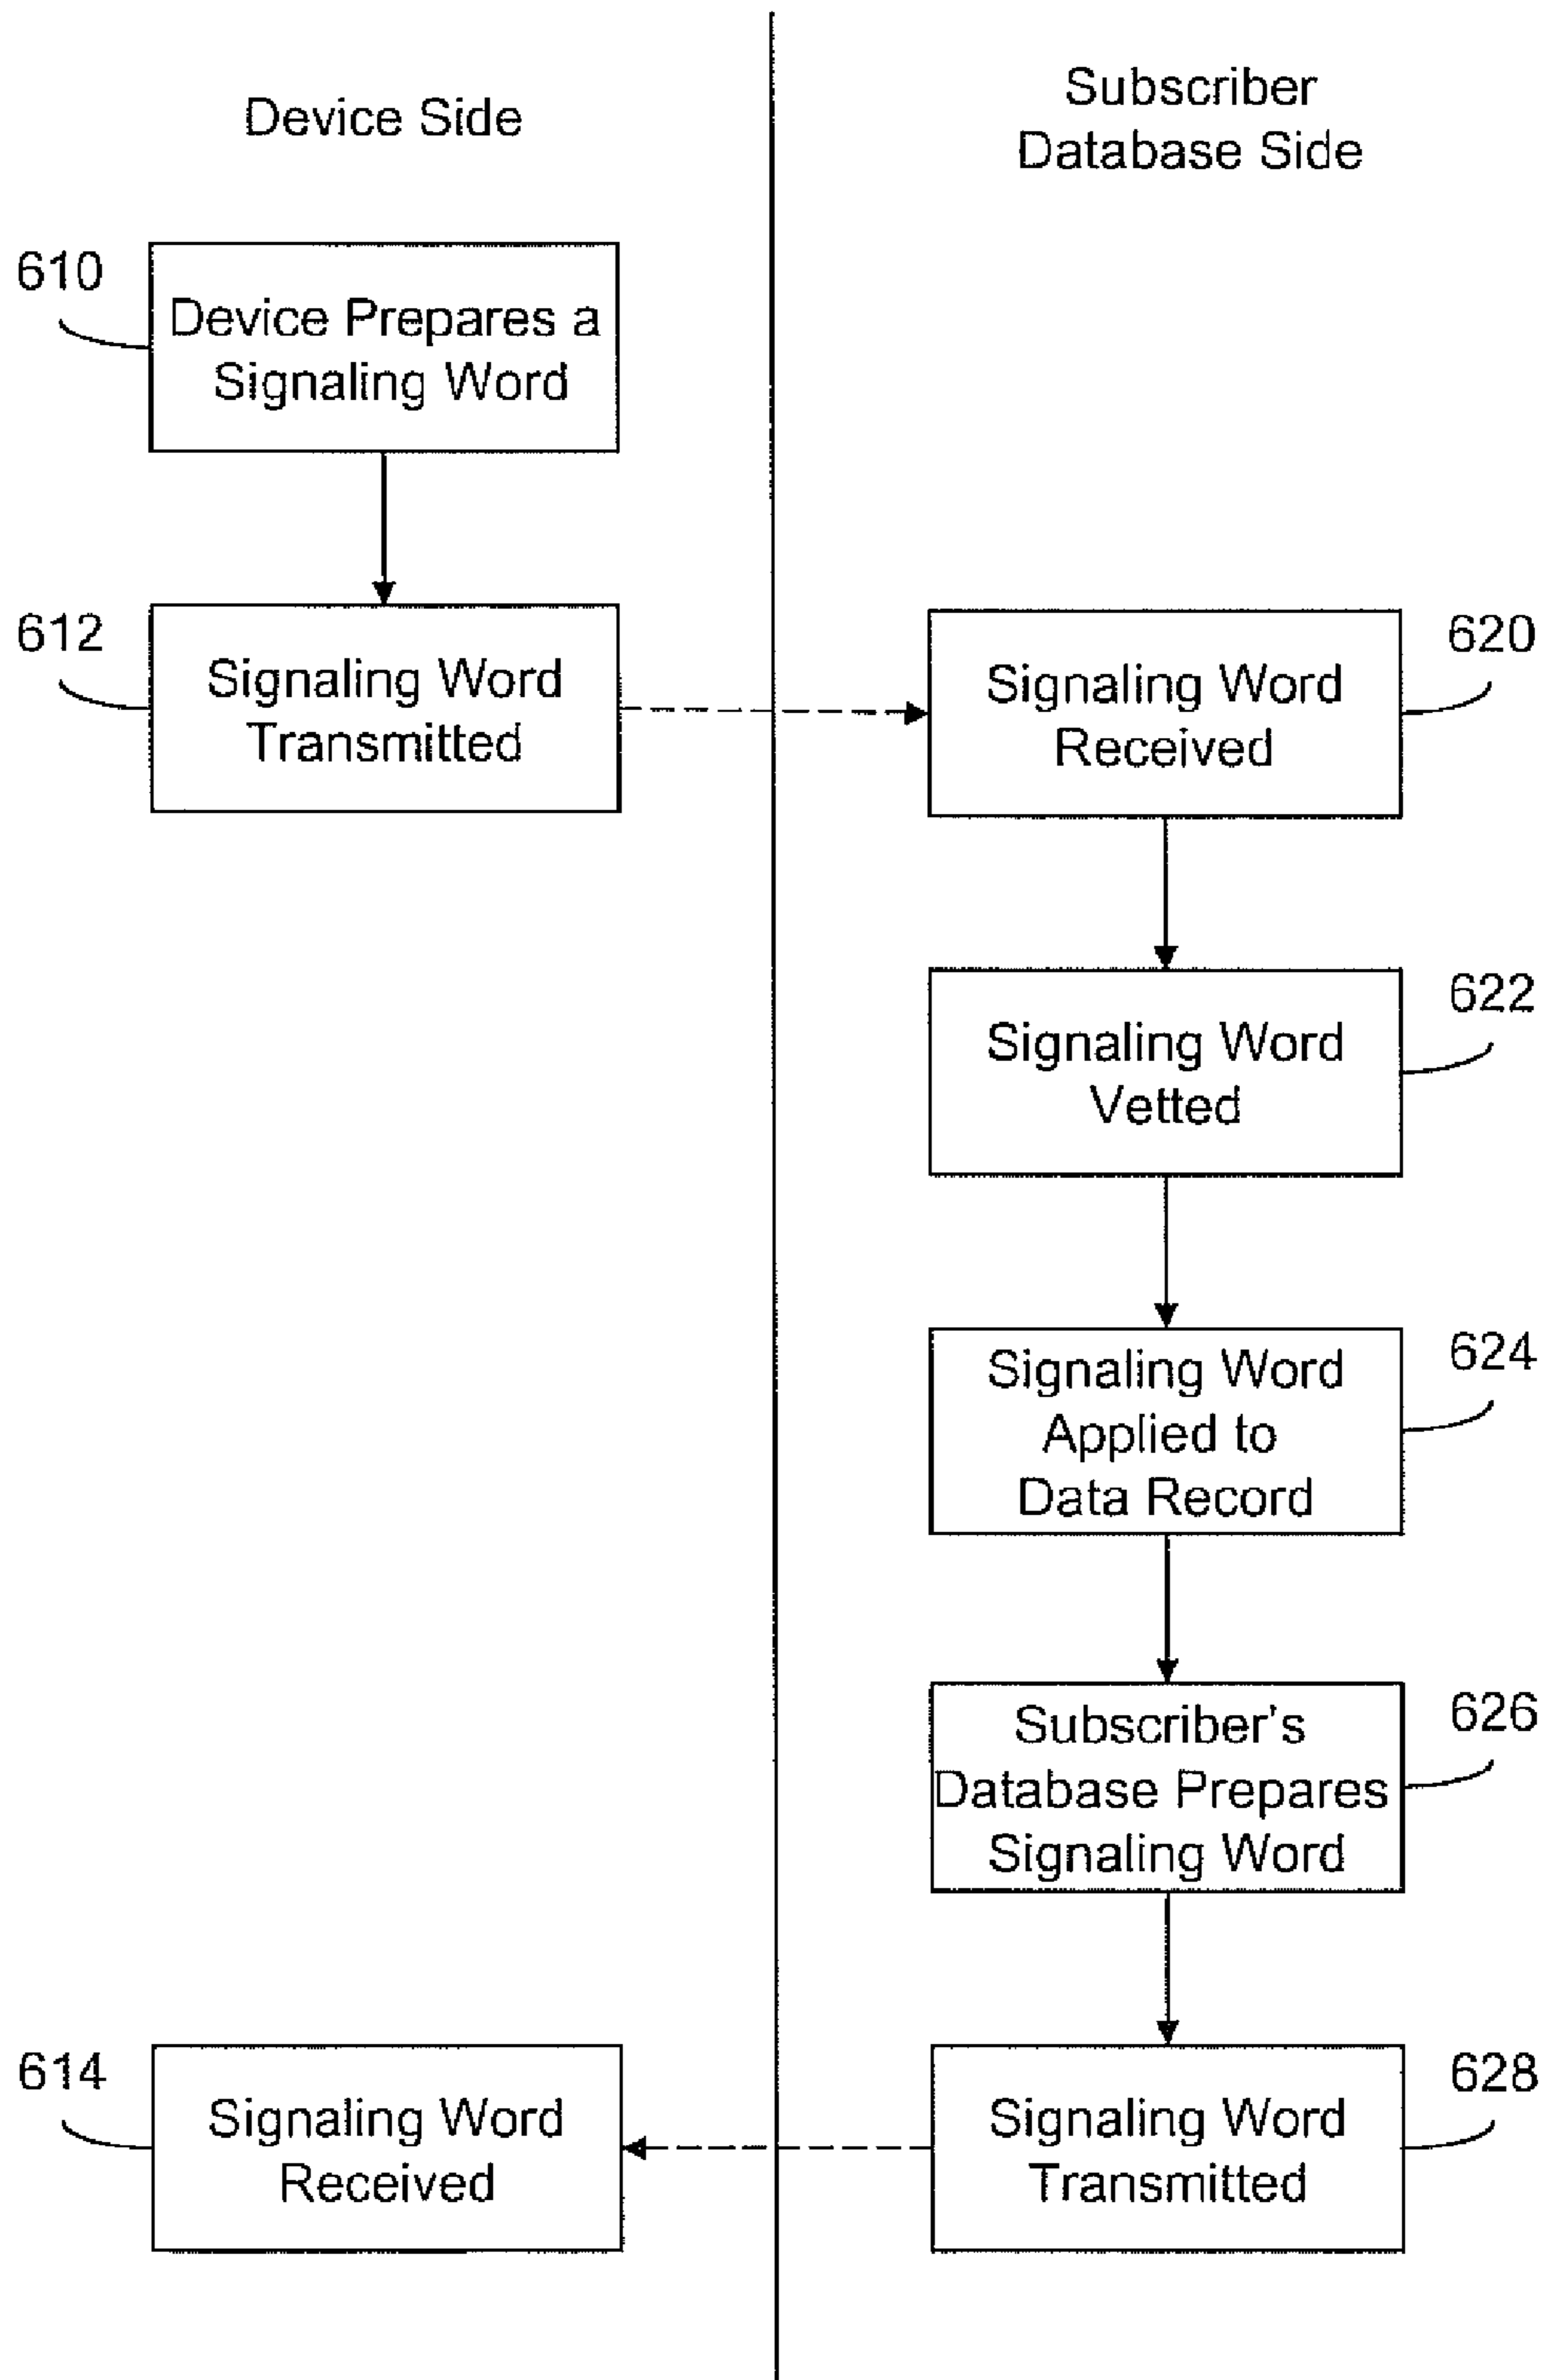 Device Side
Subscriber
Database Side
610
Device Prepares a
Signaling Word
612
Signaling Word
Transmitted
620
Signaling Word
Received
622
Signaling Word
Vetted
624
Signaling Word
Applied to
Data Record
626
Subscriber's
Database Prepares
Signaling Word
628
Signaling Word
Transmitted
614
Signaling Word
Received